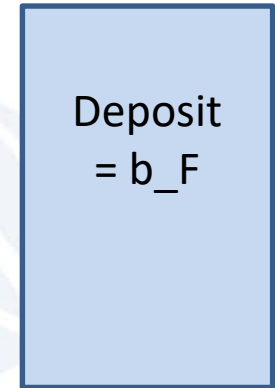 Deposit
= b_F